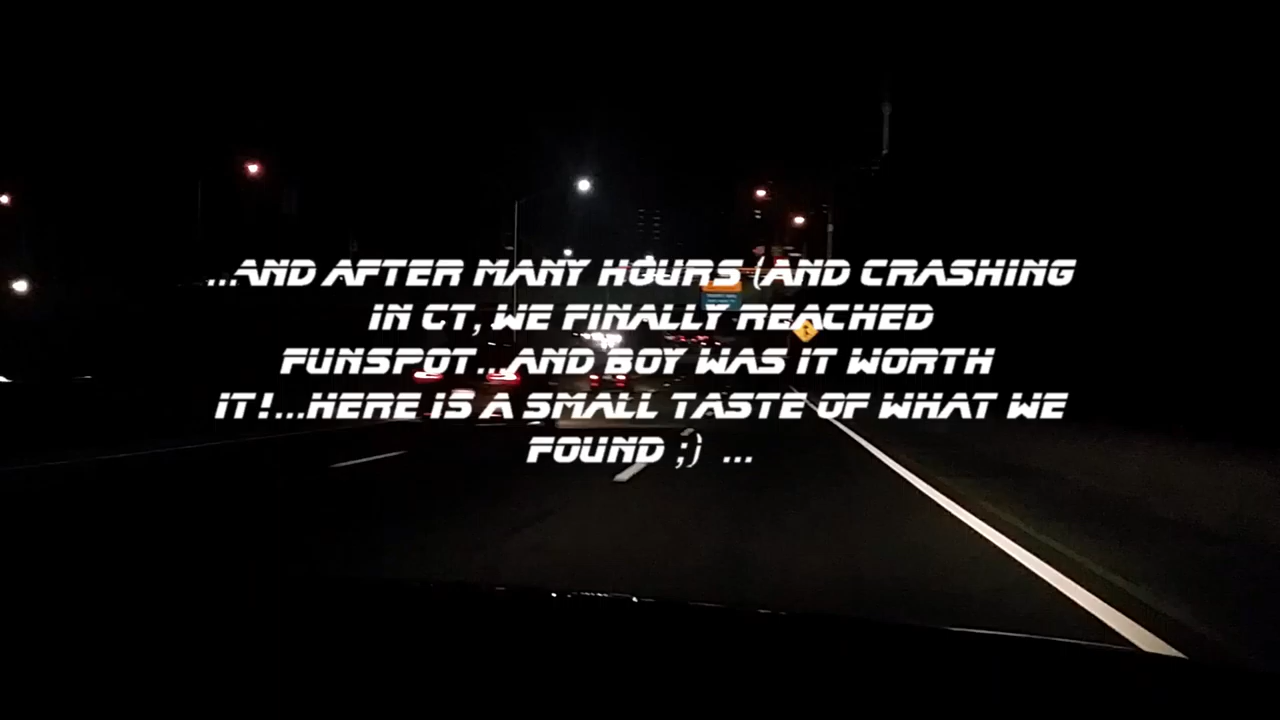 ...AND AFTER MANY HOURS (AND CRASHING
IN CT, WE FINALLY REACHED
FUNSPOT...AND BOY WAS IT WORTH
IT!...HERE IS A SMALL TASTE OF WHAT WE
FOUND ;) ...